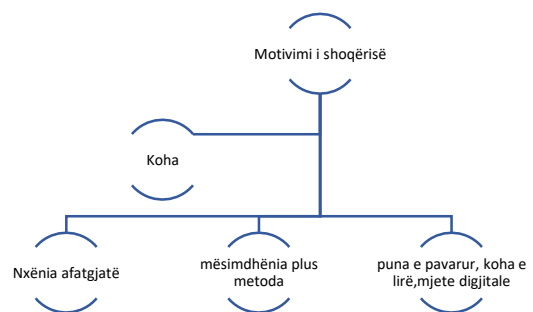 Motivimi i shoqërisë
Koha
Nxënia afatgjatë
mësimdhënia plus
metoda
puna e pavarur, koha e
lirë,mjete digjitale